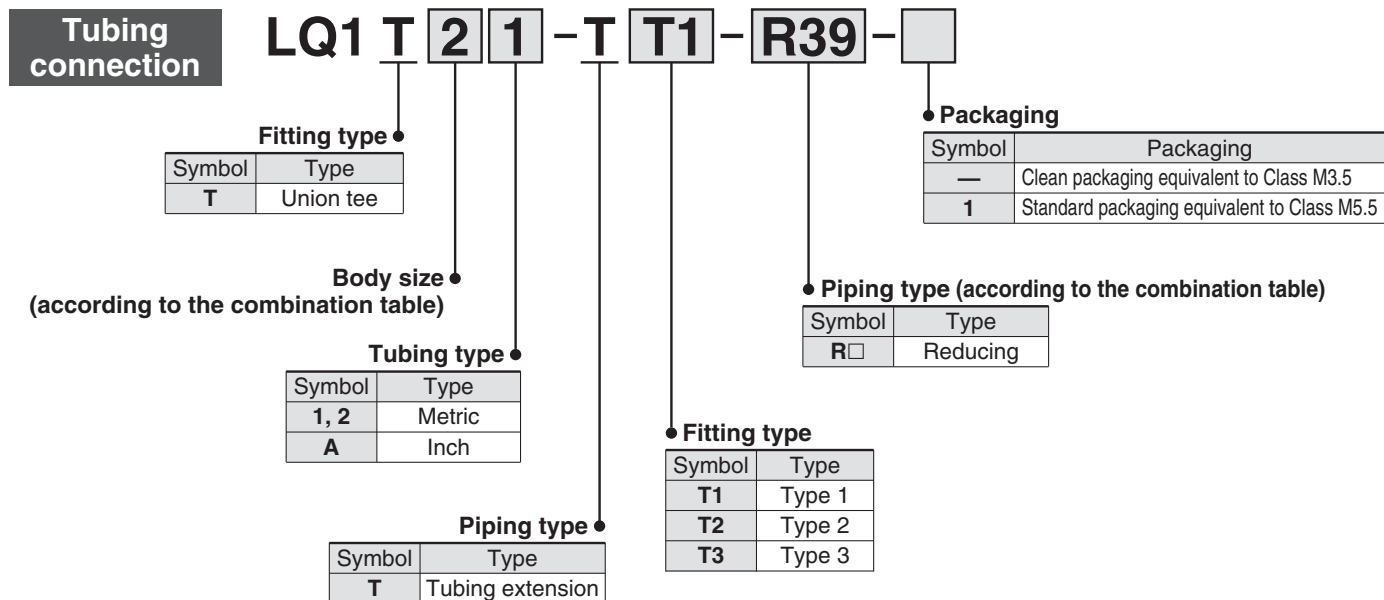 Tubing
connection
LQ1 T 2 1 – T T1 – R39 –
Fitting type
Symbol Type
T Union tee
Packaging
Symbol Packaging
— Clean packaging equivalent to Class M3.5
1 Standard packaging equivalent to Class M5.5
Body size
(according to the combination table)
Piping type (according to the combination table)
Symbol Type
R□ Reducing
Tubing type
Symbol Type
1, 2 Metric
A Inch
Fitting type
Symbol Type
T1 Type 1
T2 Type 2
T3 Type 3
Piping type
Symbol Type
T Tubing extension